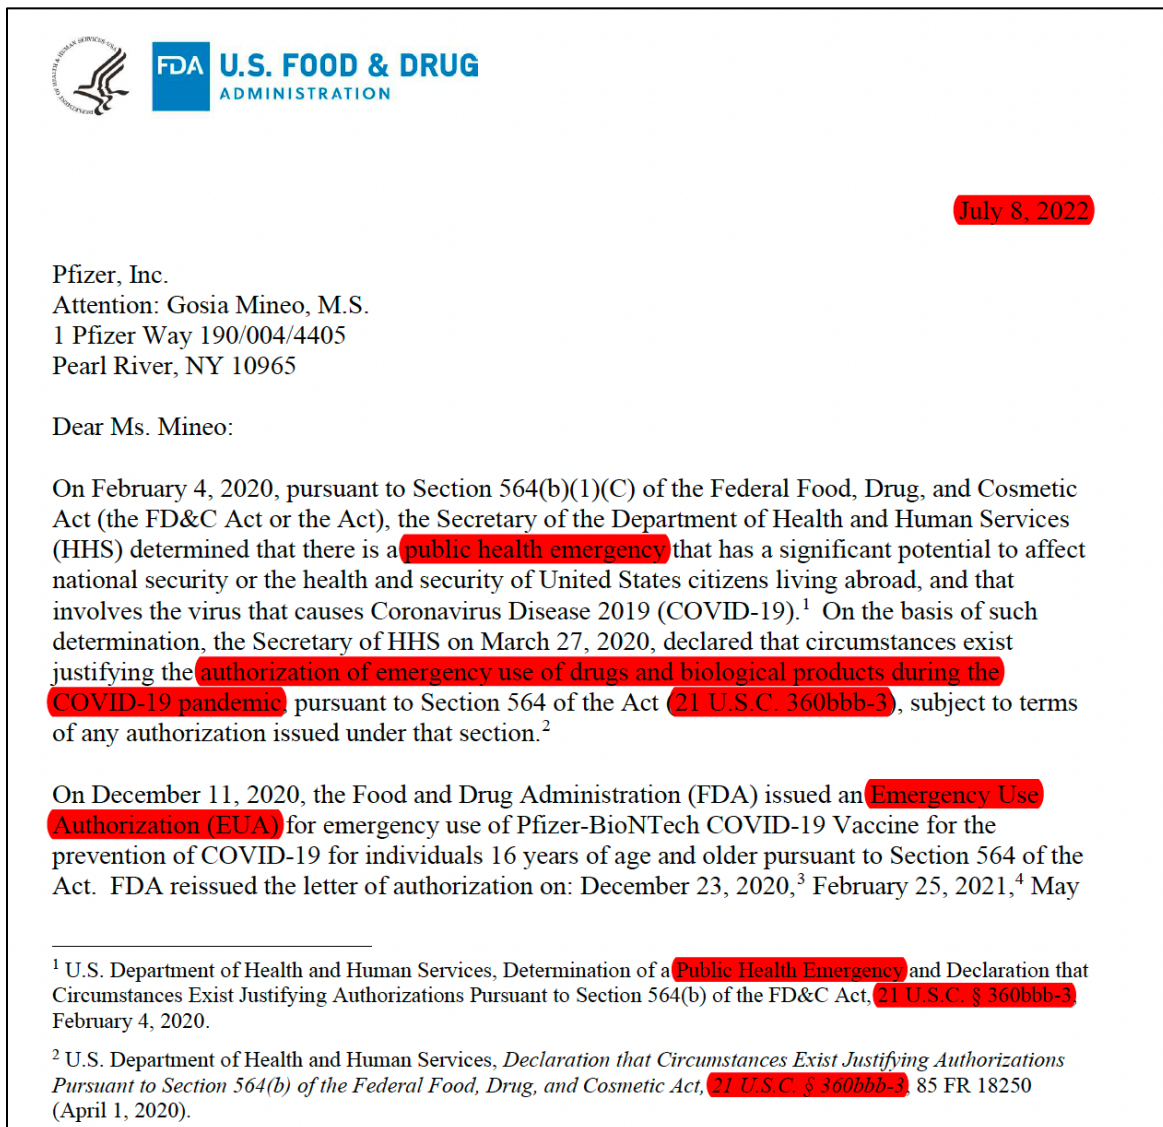 DEPARTMENT OF HEALTH & HUMAN SERVICES · USA
FDA U.S. FOOD & DRUG
ADMINISTRATION
July 8, 2022
Pfizer, Inc.
Attention: Gosia Mineo, M.S.
1 Pfizer Way 190/004/4405
Pearl River, NY 10965
Dear Ms. Mineo:
On February 4, 2020, pursuant to Section 564(b)(1)(C) of the Federal Food, Drug, and Cosmetic
Act (the FD&C Act or the Act), the Secretary of the Department of Health and Human Services
(HHS) determined that there is a public health emergency that has a significant potential to affect
national security or the health and security of United States citizens living abroad, and that
involves the virus that causes Coronavirus Disease 2019 (COVID-19).1 On the basis of such
determination, the Secretary of HHS on March 27, 2020, declared that circumstances exist
justifying the authorization of emergency use of drugs and biological products during the
COVID-19 pandemic, pursuant to Section 564 of the Act (21 U.S.C. 360bbb-3), subject to terms
of any authorization issued under that section.2
On December 11, 2020, the Food and Drug Administration (FDA) issued an Emergency Use
Authorization (EUA) for emergency use of Pfizer-BioNTech COVID-19 Vaccine for the
prevention of COVID-19 for individuals 16 years of age and older pursuant to Section 564 of the
Act. FDA reissued the letter of authorization on: December 23, 2020,3 February 25, 2021,4 May
1 U.S. Department of Health and Human Services, Determination of a Public Health Emergency and Declaration that
Circumstances Exist Justifying Authorizations Pursuant to Section 564(b) of the FD&C Act, 21 U.S.C. § 360bbb-3,
February 4, 2020.
2 U.S. Department of Health and Human Services, Declaration that Circumstances Exist Justifying Authorizations
Pursuant to Section 564(b) of the Federal Food, Drug, and Cosmetic Act, 21 U.S.C. § 360bbb-3, 85 FR 18250
(April 1, 2020).